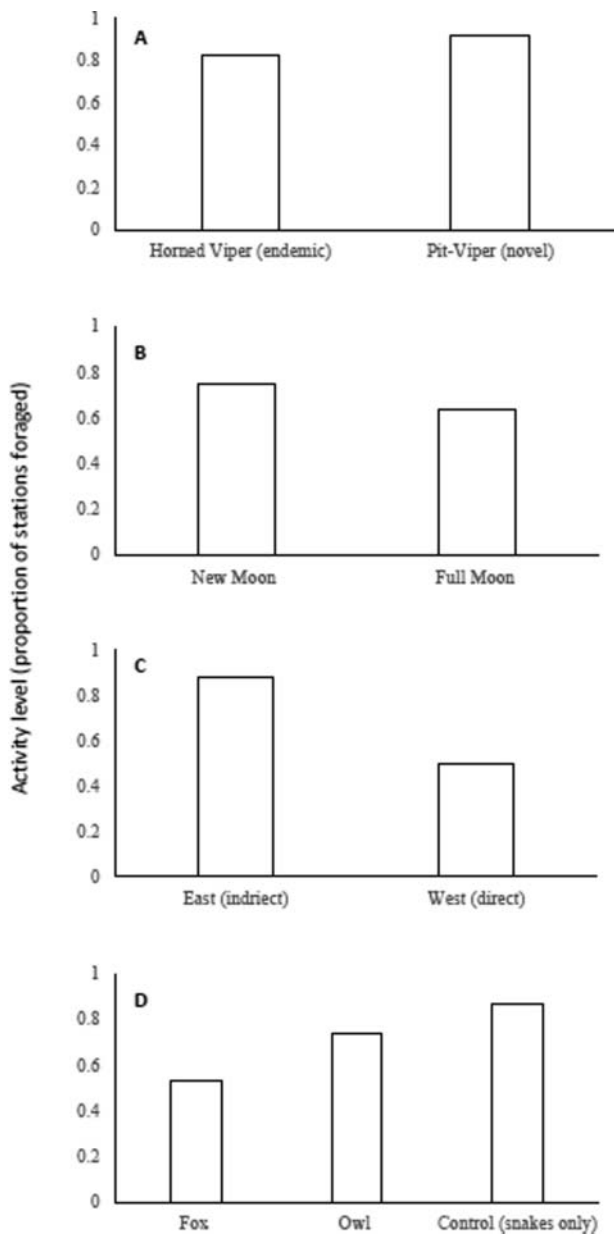 Activity level (proportion of stations foraged)
A
1
0.8
0.6
0.4
0.2
0
Horned Viper (endemic) Pit-Viper (novel)
B
1
0.8
0.6
0.4
0.2
0
New Moon Full Moon
C
1
0.8
0.6
0.4
0.2
0
East (indriect) West (direct)
D
1
0.8
0.6
0.4
0.2
0
Fox Owl Control (snakes only)